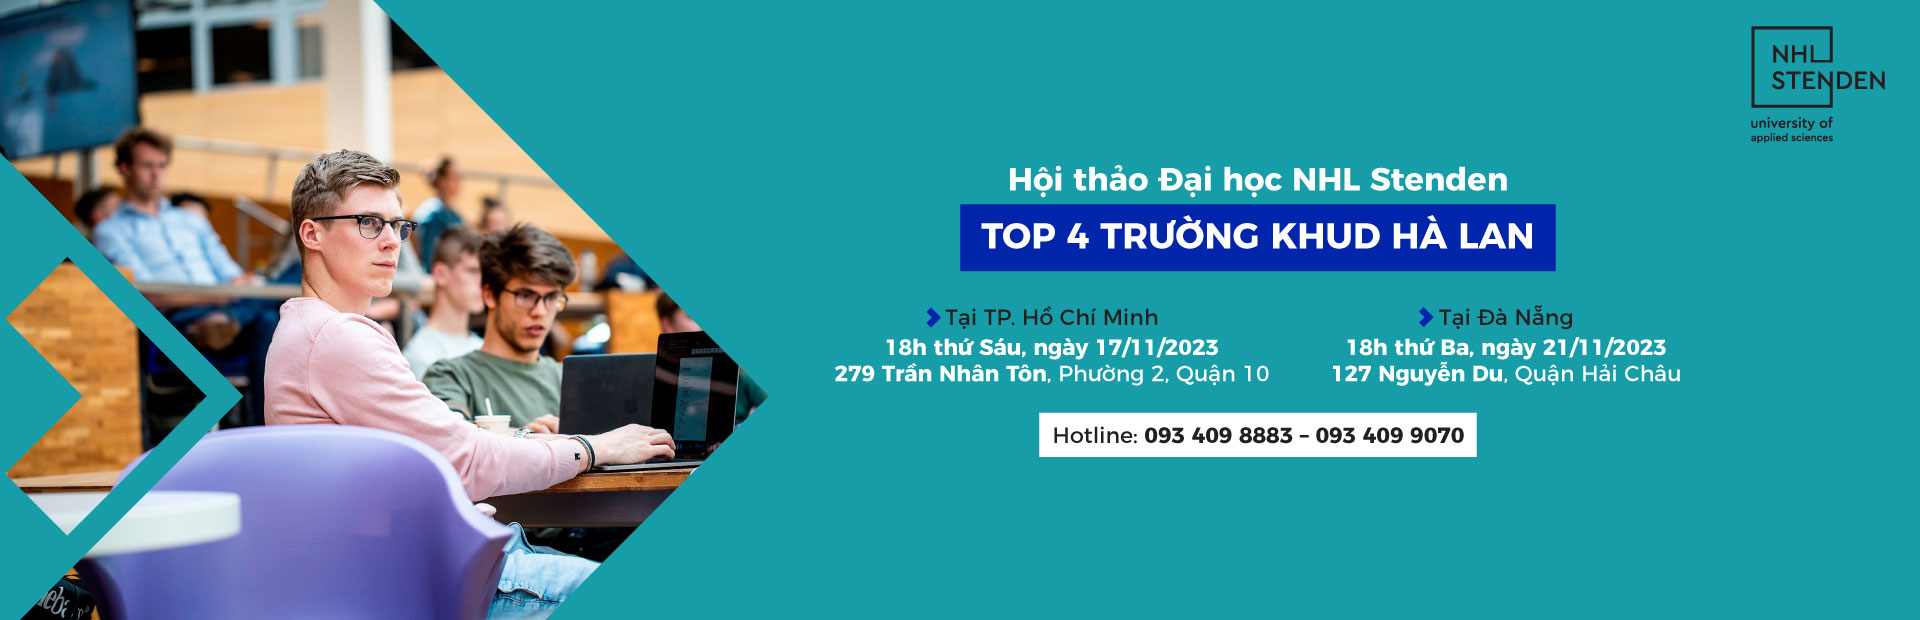 NHL
STENDEN
university of
applied sciences
Hội thảo Đại học NHL Stenden
TOP 4 TRƯỜNG KHUD HÀ LAN
Tại TP. Hồ Chí Minh
18h thứ Sáu, ngày 17/11/2023
279 Trần Nhân Tôn, Phường 2, Quận 10
Tại Đà Nẵng
18h thứ Ba, ngày 21/11/2023
127 Nguyễn Du, Quận Hải Châu
Hotline: 093 409 8883 – 093 409 9070